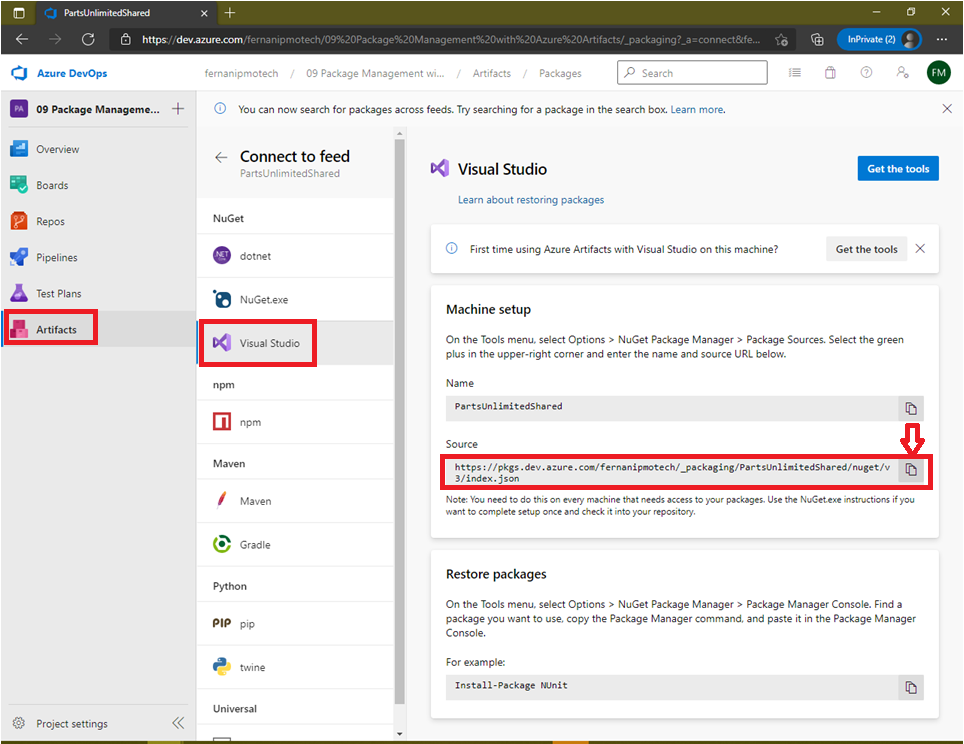 PartsUnlimitedShared
https://dev.azure.com/fernanipmotech/09%20Package%20Management%20with%20Azure%20Artifacts/_packaging?_a=connect&fe...
InPrivate (2)
Azure DevOps
fernanipmotech / 09 Package Management wi... / Artifacts / Packages
Search
FM
PA
09 Package Manageme...
You can now search for packages across feeds. Try searching for a package in the search box. Learn more.
Overview
Boards
Repos
Pipelines
Test Plans
Artifacts
Project settings
Connect to feed
PartsUnlimitedShared
NuGet
NET
dotnet
NuGet.exe
Visual Studio
npm
npm
Maven
Maven
Gradle
Python
PIP pip
twine
Universal
Visual Studio
Get the tools
Learn about restoring packages
First time using Azure Artifacts with Visual Studio on this machine?
Get the tools
Machine setup
On the Tools menu, select Options > NuGet Package Manager > Package Sources. Select the green
plus in the upper-right corner and enter the name and source URL below.
Name
PartsUnlimitedShared
Source
https://pkgs.dev.azure.com/fernanipmotech/_packaging/PartsUnlimitedShared/nuget/v
3/index.json
Note: You need to do this on every machine that needs access to your packages. Use the NuGet.exe instructions if you
want to complete setup once and check it into your repository.
Restore packages
On the Tools menu, select Options > NuGet Package Manager > Package Manager Console. Find a
package you want to use, copy the Package Manager command, and paste it in the Package Manager
Console.
For example:
Install-Package NUnit